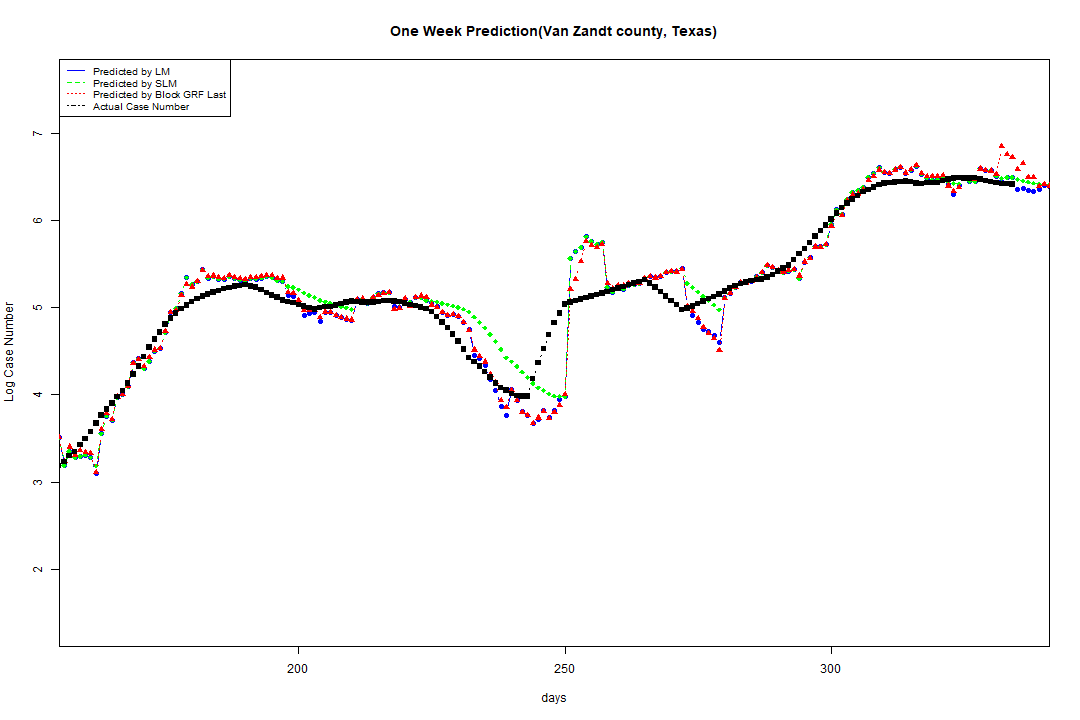 One Week Prediction(Van Zandt county, Texas)
Predicted by LM
Predicted by SLM
Predicted by Block GRF Last
Actual Case Number
7
6
5
4
3
2
Log Case Number
200 250 300
days